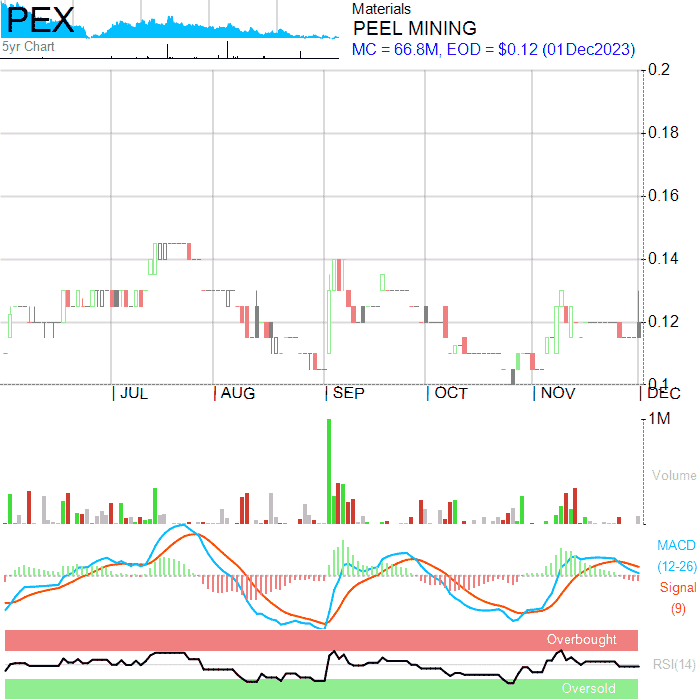 PEX
5yr Chart
Materials
PEEL MINING
MC = 66.8M, EOD = $0.12 (01Dec2023)
0.2
0.18
0.16
0.14
0.12
0.1
JUL
AUG
SEP
OCT
NOV
DEC
1M
Volume
MACD
(12-26)
Signal
(9)
Overbought
RSI(14)
Oversold